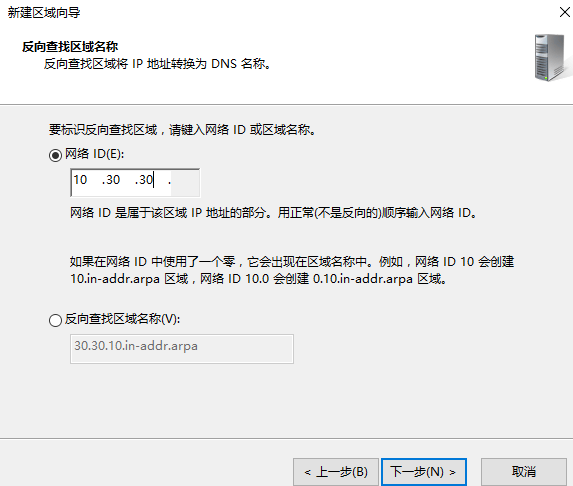 新建区域向导
反向查找区域名称
反向查找区域将 IP 地址转换为 DNS 名称。
要标识反向查找区域，请键入网络 ID 或区域名称。
网络 ID(E):
10 .30 .30 .
网络 ID 是属于该区域 IP 地址的部分。用正常(不是反向的)顺序输入网络 ID。
如果在网络 ID 中使用了一个零，它会出现在区域名称中。例如，网络 ID 10 会创建
10.in-addr.arpa 区域，网络 ID 10.0 会创建 0.10.in-addr.arpa 区域。
反向查找区域名称(V):
30.30.10.in-addr.arpa
< 上一步(B) 下一步(N) > 取消